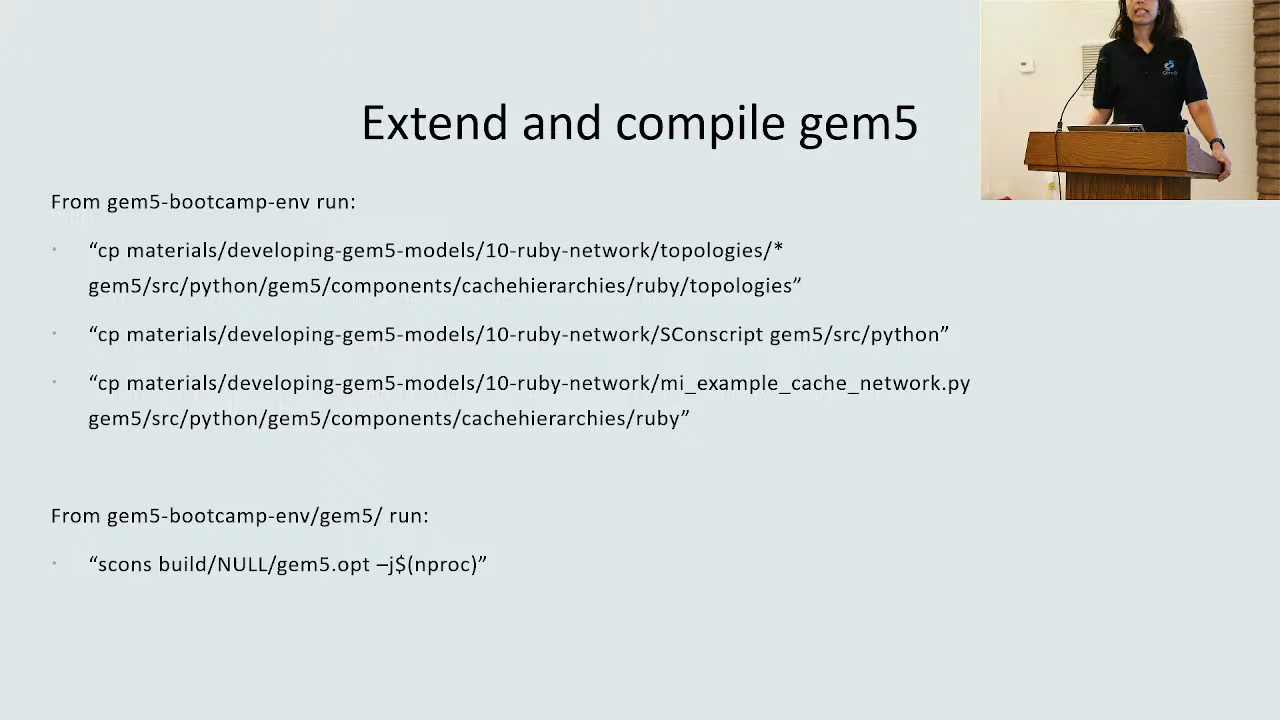 Extend and compile gem5
From gem5-bootcamp-env run:
“cp materials/developing-gem5-models/10-ruby-network/topologies/*
gem5/src/python/gem5/components/cachehierarchies/ruby/topologies”
“cp materials/developing-gem5-models/10-ruby-network/SConscript gem5/src/python”
“cp materials/developing-gem5-models/10-ruby-network/mi_example_cache_network.py
gem5/src/python/gem5/components/cachehierarchies/ruby”
From gem5-bootcamp-env/gem5/ run:
“scons build/NULL/gem5.opt –j$(nproc)”